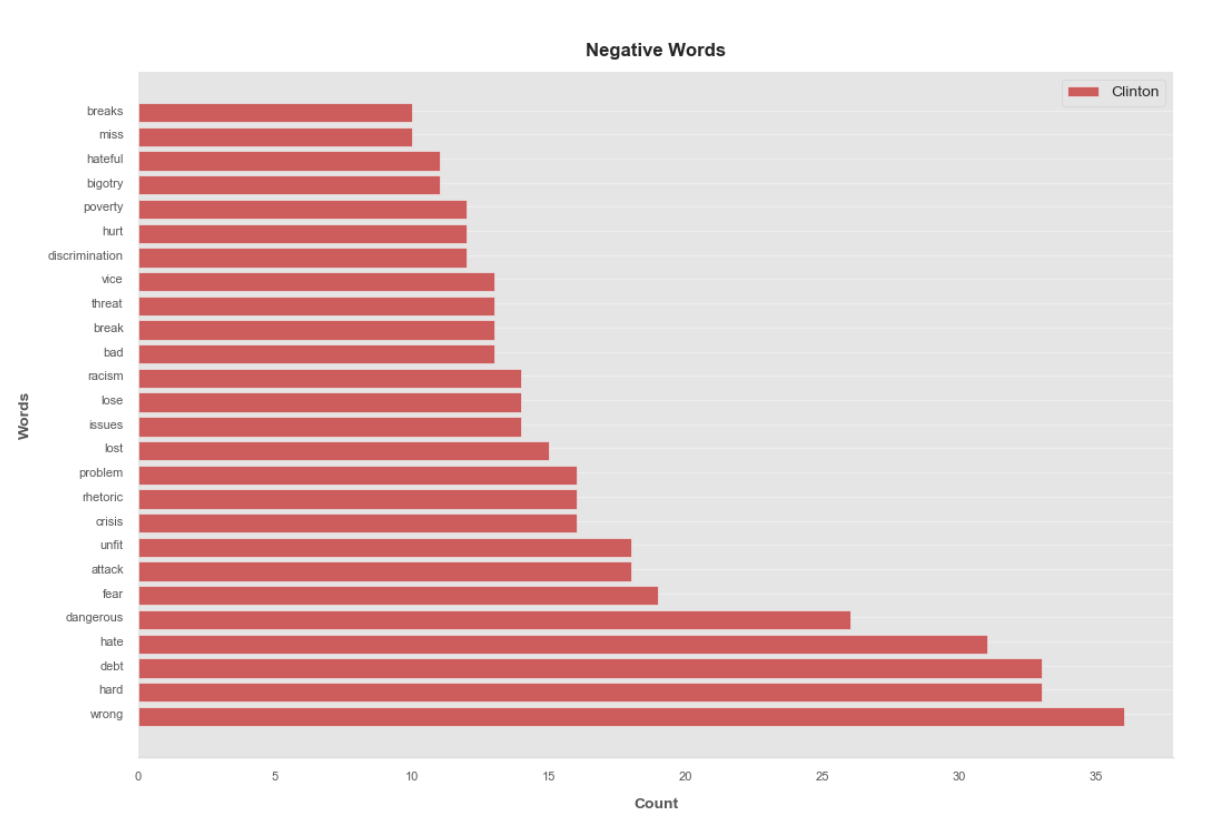 Negative Words
Clinton
breaks
miss
hateful
bigotry
poverty
hurt
discrimination
vice
threat
break
bad
racism
lose
issues
lost
problem
rhetoric
crisis
unfit
attack
fear
dangerous
hate
debt
hard
wrong
Words
0 5 10 15 20 25 30 35
Count